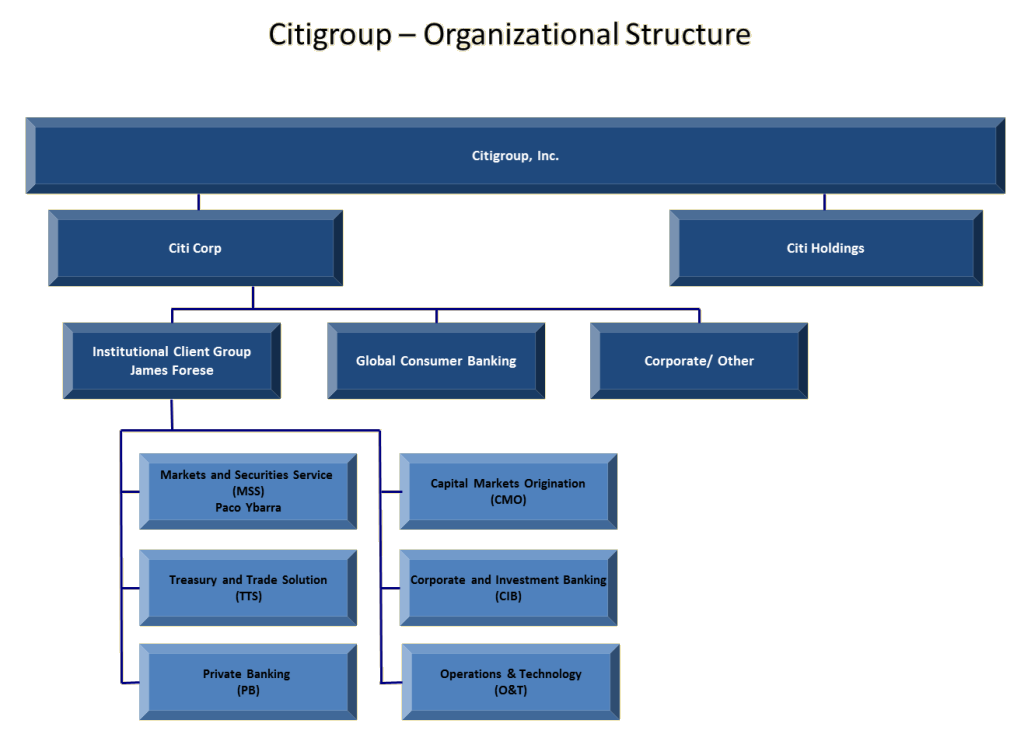 Citigroup – Organizational Structure
Citigroup, Inc.
Citi Corp
Citi Holdings
Institutional Client Group
James Forese
Global Consumer Banking
Corporate/ Other
Markets and Securities Service
(MSS)
Paco Ybarra
Capital Markets Origination
(CMO)
Treasury and Trade Solution
(TTS)
Corporate and Investment Banking
(CIB)
Private Banking
(PB)
Operations & Technology
(O&T)